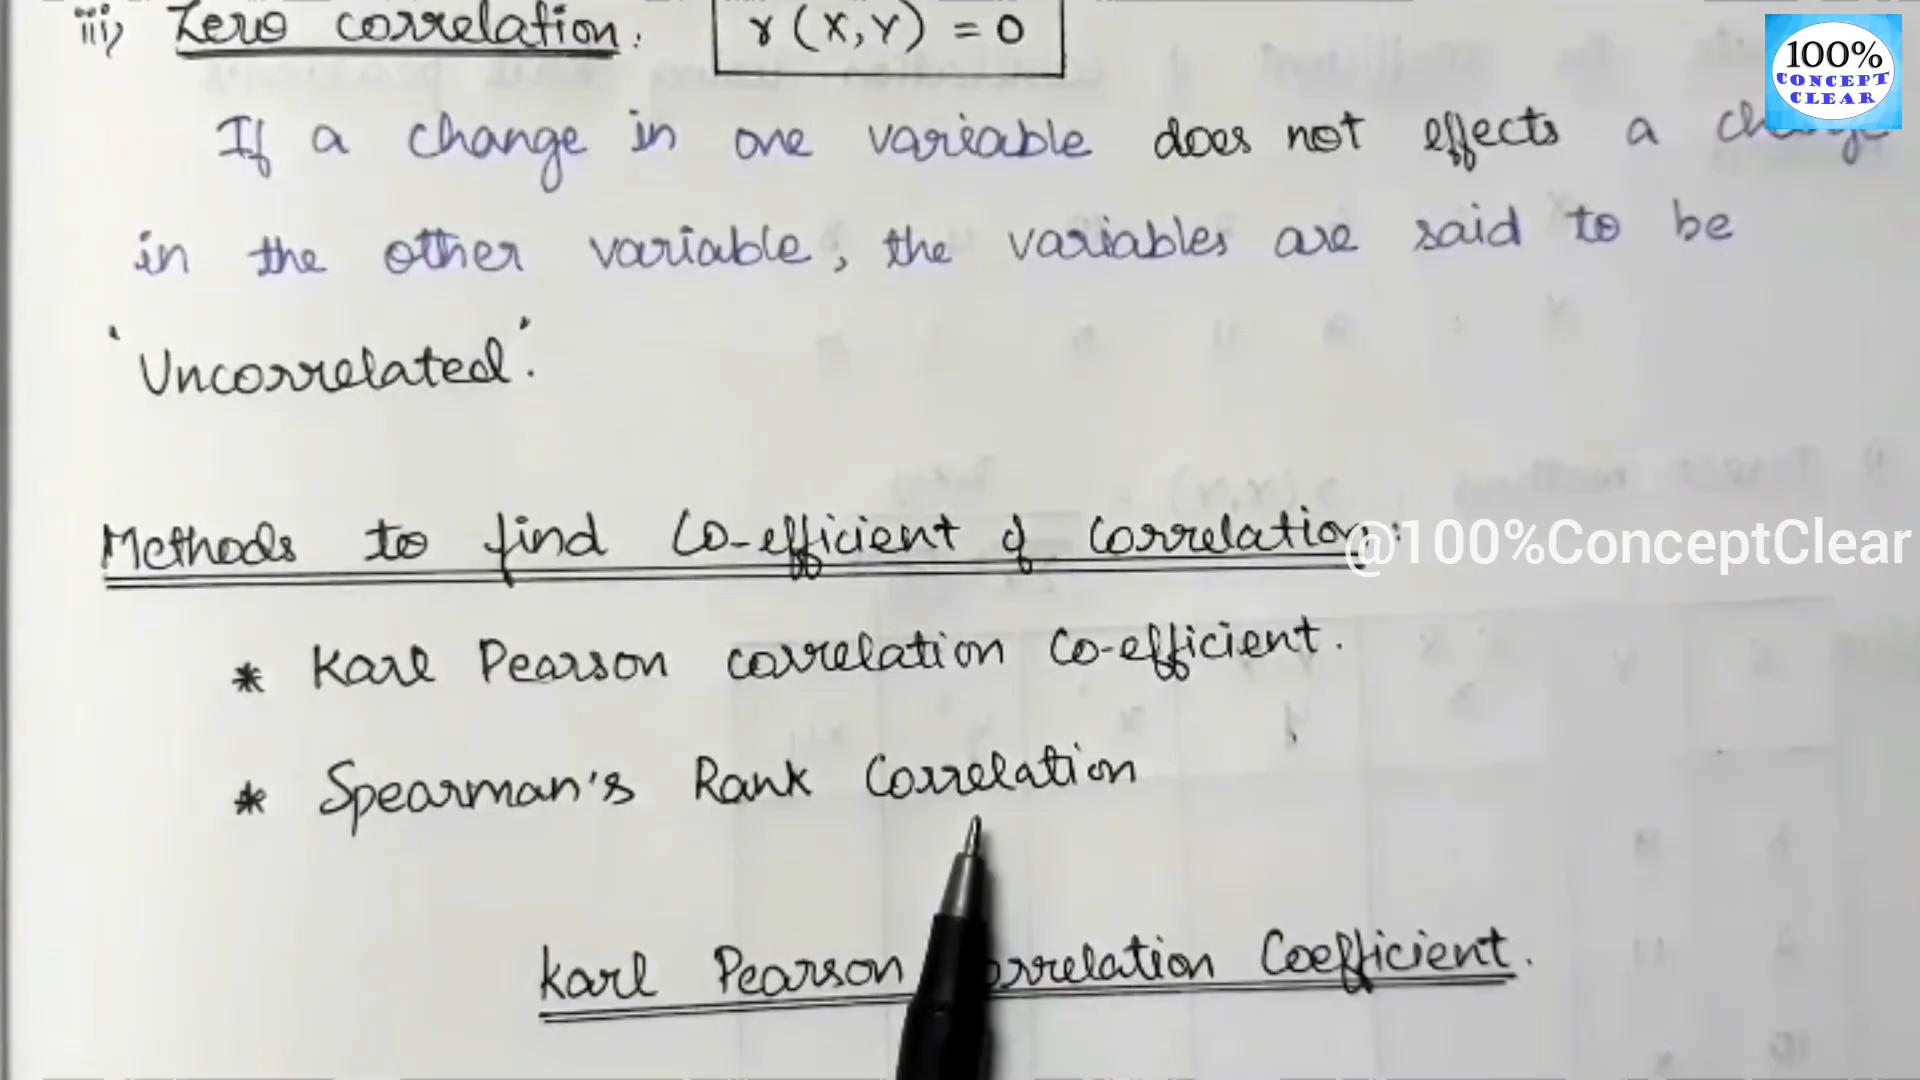 iii) Zero correlation: r(X,Y) = 0
100%
CONCEPT
CLEAR
If a change in one variable does not effects a change
in the other variable, the variables are said to be
'Uncorrelated'.
Methods to find Co-efficient of Correlation:
@100%ConceptClear
* Karl Pearson correlation Co-efficient.
* Spearman's Rank Correlation
Karl Pearson Correlation Coefficient.